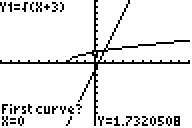 Y1=√(X+3)
First curve?
X=0 Y=1.7320508